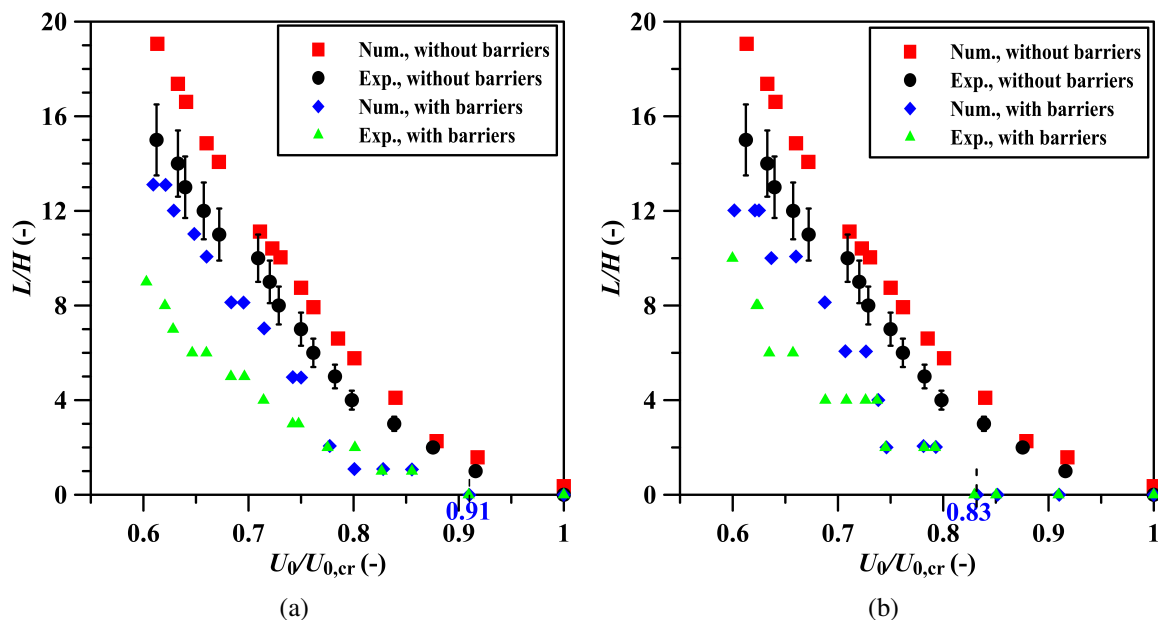 20
16
12
8
4
0
L/H (-)
Num., without barriers
Exp., without barriers
Num., with barriers
Exp., with barriers
0.91
0.6 0.7 0.8 0.9 1
U0/U0,cr (-)
(a)
20
16
12
8
4
0
L/H (-)
Num., without barriers
Exp., without barriers
Num., with barriers
Exp., with barriers
0.83
0.6 0.7 0.8 0.9 1
U0/U0,cr (-)
(b)